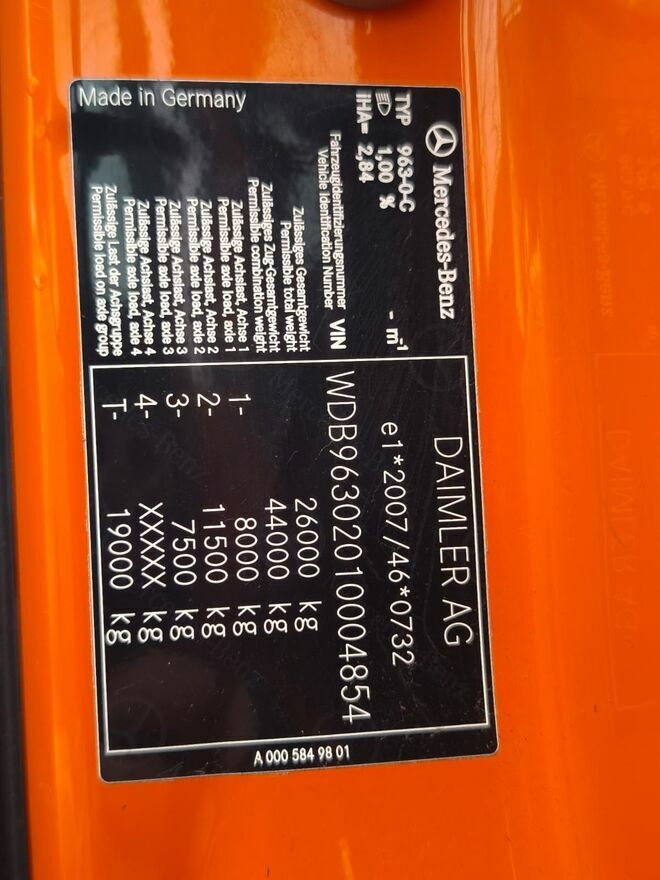 Mercedes-Benz
DAIMLER AG
TYP 963-0-C
1,00 % - m-1
IHA= 2,84
e1*2007/46*0732
Fahrzeugidentifizierungsnummer
Vehicle Identification Number VIN WDB96302010004854
Zulässiges Gesamtgewicht
Permissible total weight 26000 kg
Zulässiges Zug-Gesamtgewicht
Permissible combination weight 44000 kg
Zulässige Achslast, Achse 1
Permissible axle load, axle 1 1- 8000 kg
Zulässige Achslast, Achse 2
Permissible axle load, axle 2 2- 11500 kg
Zulässige Achslast, Achse 3
Permissible axle load, axle 3 3- 7500 kg
Zulässige Achslast, Achse 4
Permissible axle load, axle 4 4- XXXXX kg
Zulässige Last der Achsgruppe
Permissible load on axle group T- 19000 kg
Made in Germany
A 000 584 98 01